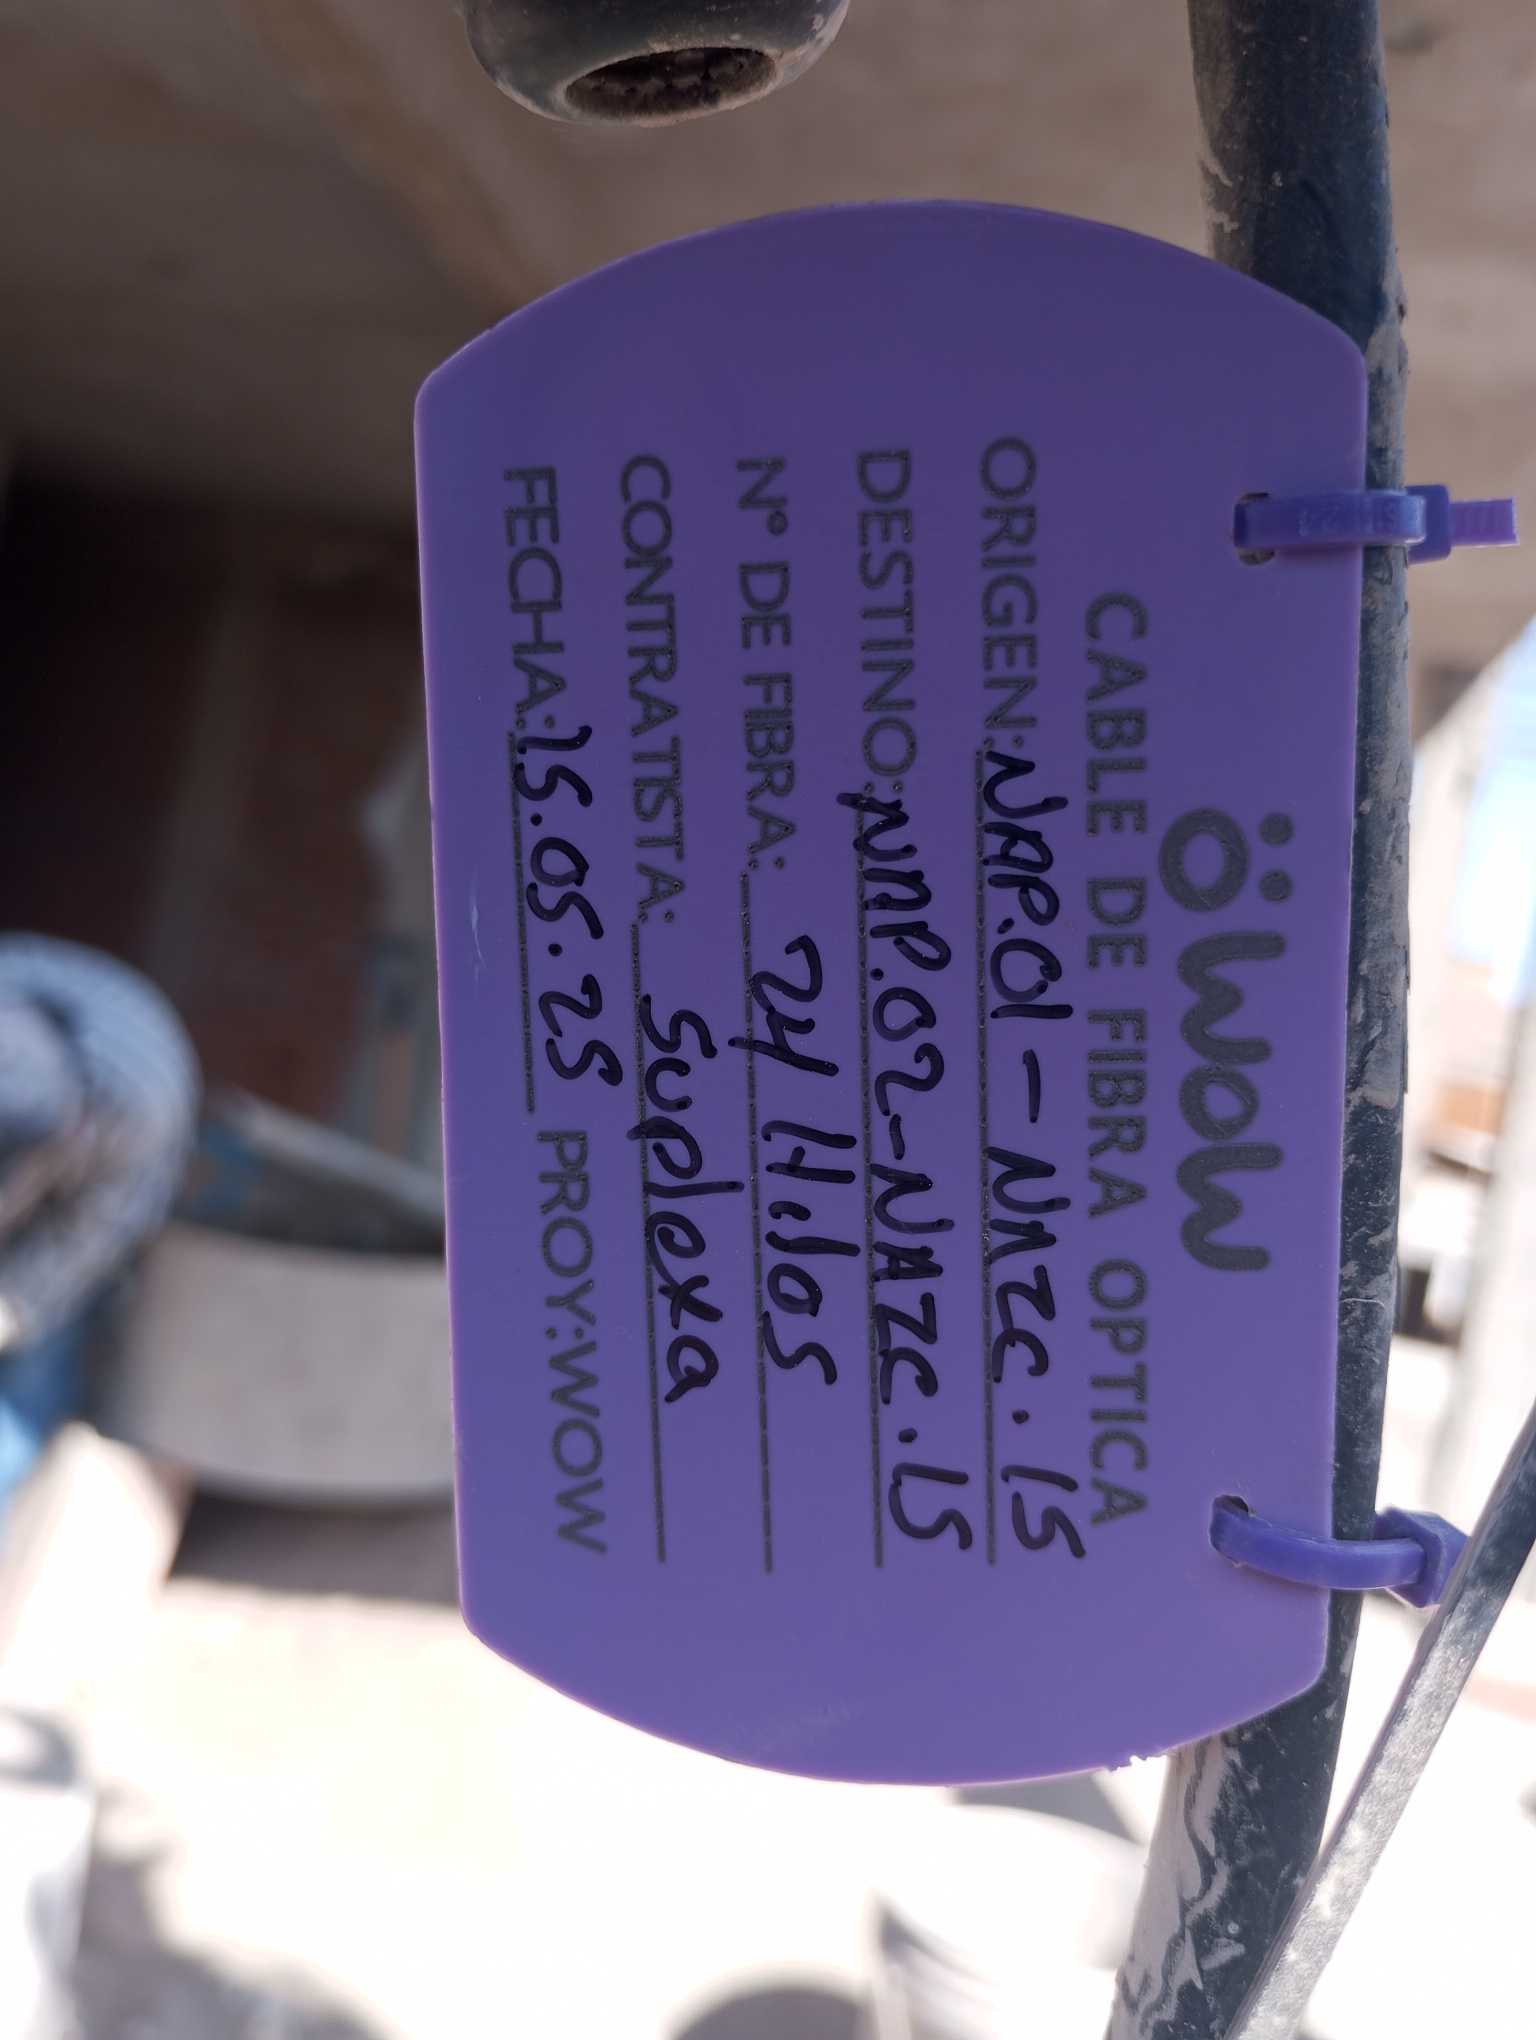 wow
CABLE DE FIBRA OPTICA
ORIGEN: NAP.01 - NAZC.15
DESTINO: NAP.02-NAZC.15
N° DE FIBRA: 24 Hilos
CONTRATISTA: Suplexa
FECHA: 15.05.25 PROY: WOW